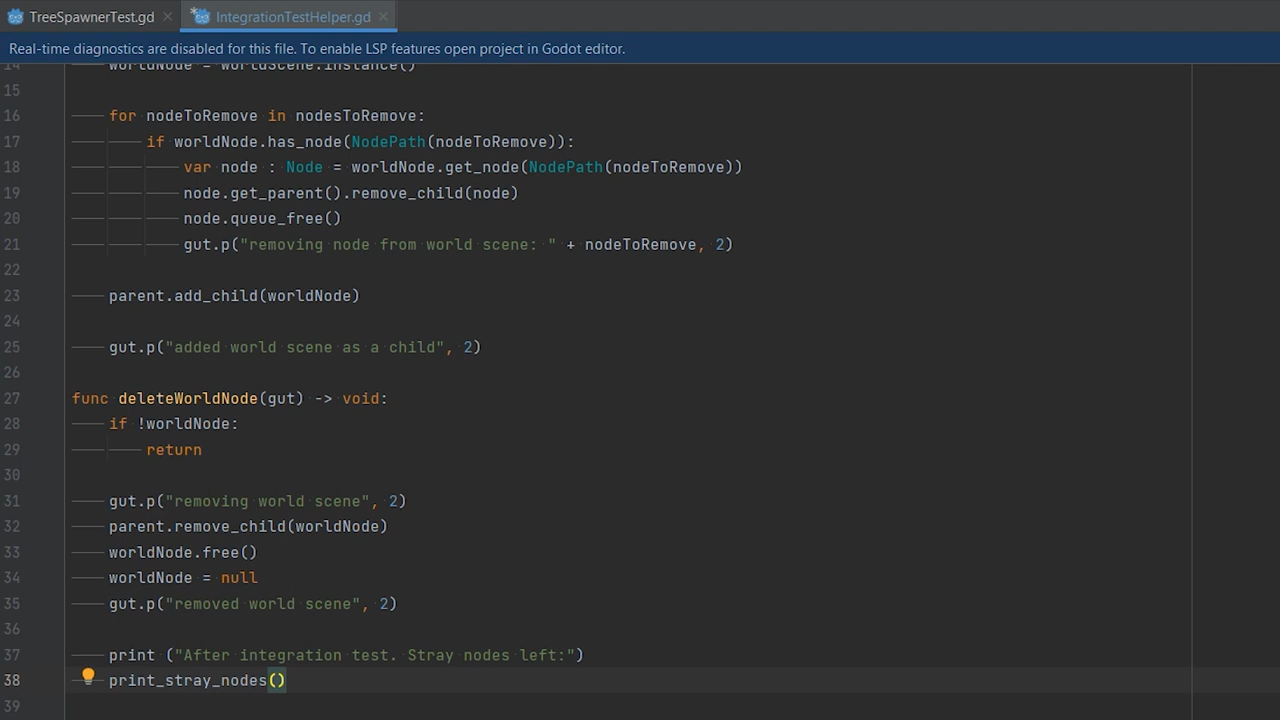 TreeSpawnerTest.gd
IntegrationTestHelper.gd
Real-time diagnostics are disabled for this file. To enable LSP features open project in Godot editor.
14 worldNode = worldScene.instance()
15
16 for nodeToRemove in nodesToRemove:
17 if worldNode.has_node(NodePath(nodeToRemove)):
18 var node : Node = worldNode.get_node(NodePath(nodeToRemove))
19 node.get_parent().remove_child(node)
20 node.queue_free()
21 gut.p("removing node from world scene: " + nodeToRemove, 2)
22
23 parent.add_child(worldNode)
24
25 gut.p("added world scene as a child", 2)
26
27 func deleteWorldNode(gut) -> void:
28 if !worldNode:
29 return
30
31 gut.p("removing world scene", 2)
32 parent.remove_child(worldNode)
33 worldNode.free()
34 worldNode = null
35 gut.p("removed world scene", 2)
36
37 print ("After integration test. Stray nodes left:")
38 print_stray_nodes()
39